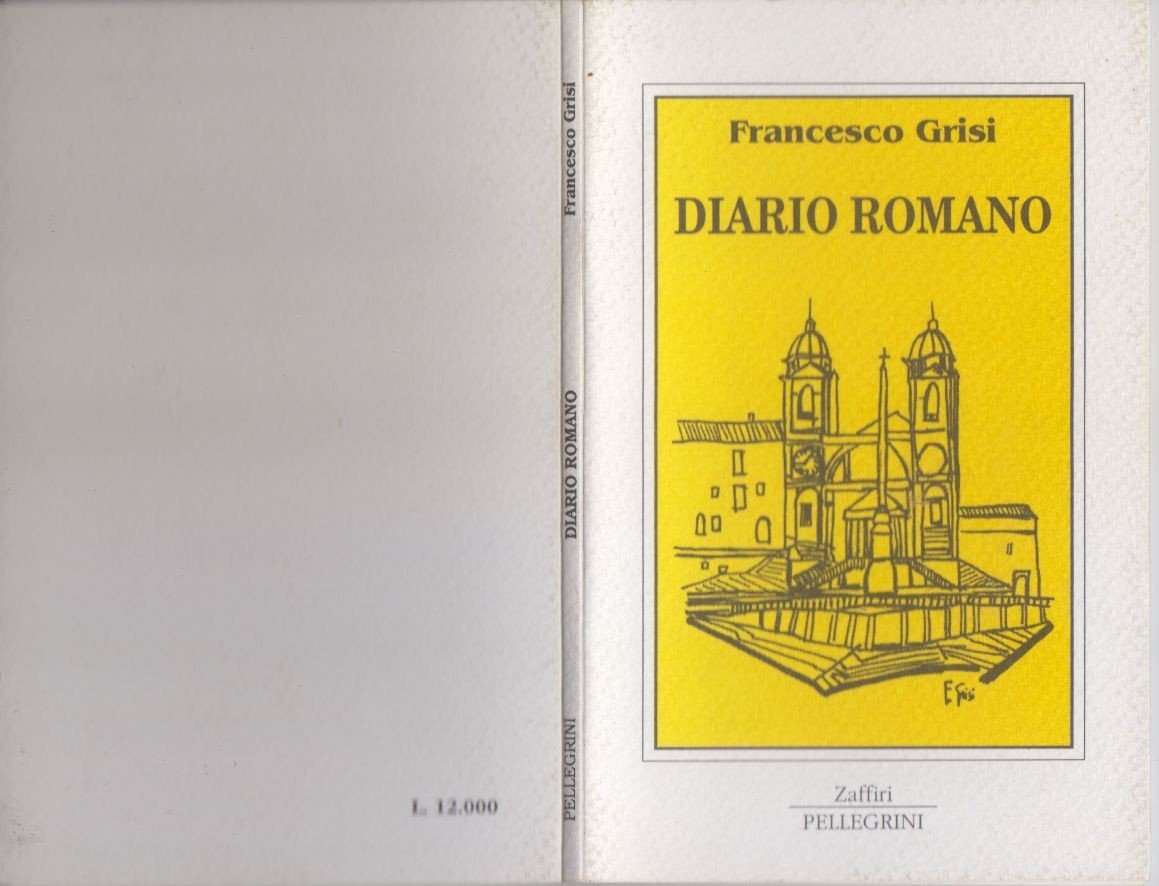 L. 12.000
Francesco Grisi
DIARIO ROMANO
PELLEGRINI
Francesco Grisi
DIARIO ROMANO
F. Grisi
Zaffiri
PELLEGRINI